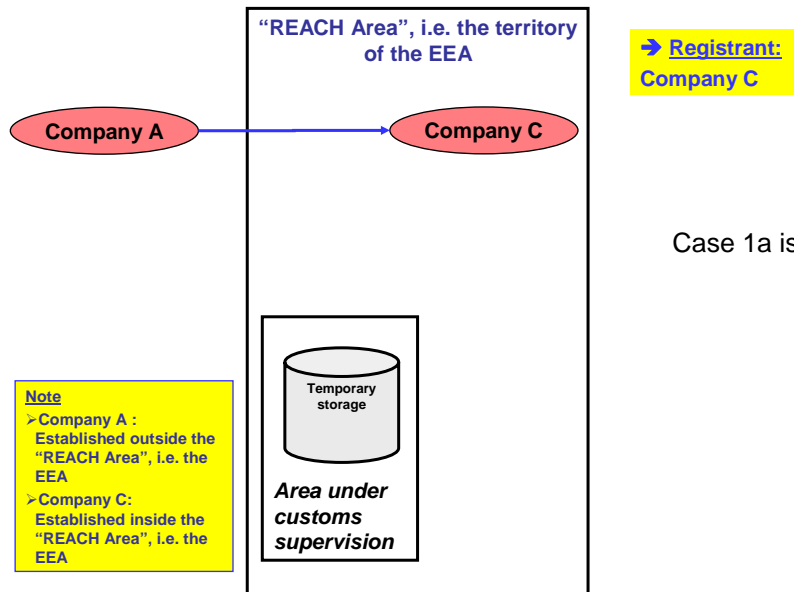 “REACH Area”, i.e. the territory
of the EEA
➔ Registrant:
Company C
Company A
Company C
Case 1a is
Temporary
storage
Area under
customs
supervision
Note
➢Company A :
Established outside the
“REACH Area”, i.e. the
EEA
➢Company C:
Established inside the
“REACH Area”, i.e. the
EEA